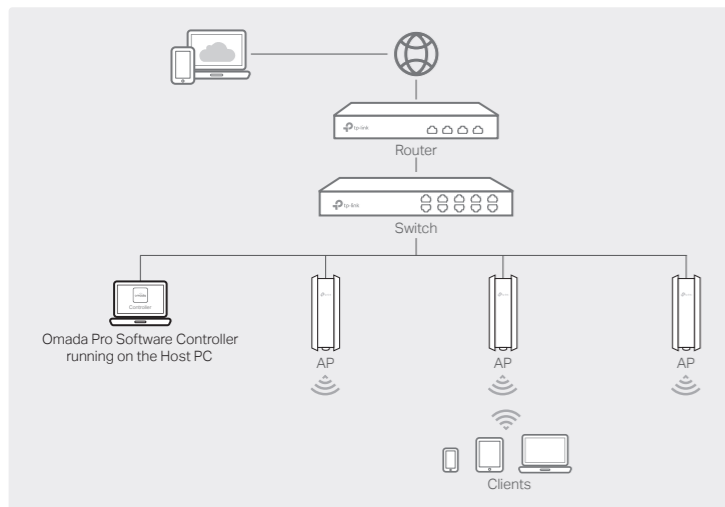 tp-link
Router
tp-link
Switch
Controller
Omada Pro Software Controller
running on the Host PC
AP
AP
AP
Clients